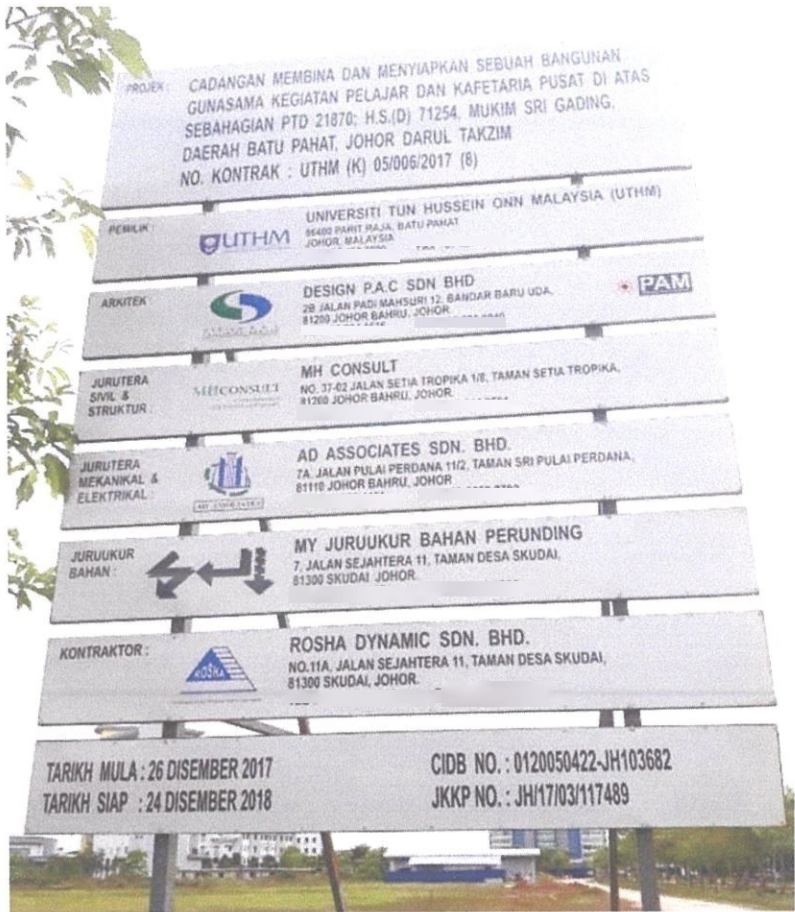 PROJEK : CADANGAN MEMBINA DAN MENYIAPKAN SEBUAH BANGUNAN
GUNASAMA KEGIATAN PELAJAR DAN KAFETARIA PUSAT DI ATAS
SEBAHAGIAN PTD 21870; H.S.(D) 71254, MUKIM SRI GADING,
DAERAH BATU PAHAT, JOHOR DARUL TAKZIM
NO. KONTRAK : UTHM (K) 05/006/2017 (8)
PEMILIK :
UTHM
UNIVERSITI TUN HUSSEIN ONN MALAYSIA (UTHM)
86400 PARIT RAJA, BATU PAHAT
JOHOR, MALAYSIA
ARKITEK :
DESIGN P.A.C SDN BHD
2B JALAN PADI MAHSURI 12, BANDAR BARU UDA,
81200 JOHOR BAHRU, JOHOR
PAM
JURUTERA
SIVIL &
STRUKTUR :
MHCONSULT
MH CONSULT
NO. 37-02 JALAN SETIA TROPIKA 1/8, TAMAN SETIA TROPIKA,
81200 JOHOR BAHRU, JOHOR
JURUTERA
MEKANIKAL &
ELEKTRIKAL :
AD ASSOCIATES SDN. BHD.
7A, JALAN PULAI PERDANA 11/2, TAMAN SRI PULAI PERDANA,
81110 JOHOR BAHRU, JOHOR
JURUUKUR
BAHAN :
MY JURUUKUR BAHAN PERUNDING
7, JALAN SEJAHTERA 11, TAMAN DESA SKUDAI,
81300 SKUDAI JOHOR.
KONTRAKTOR :
ROSHA
ROSHA DYNAMIC SDN. BHD.
NO.11A, JALAN SEJAHTERA 11, TAMAN DESA SKUDAI,
81300 SKUDAI, JOHOR.
TARIKH MULA : 26 DISEMBER 2017
TARIKH SIAP : 24 DISEMBER 2018
CIDB NO. : 0120050422-JH103682
JKKP NO. : JH/17/03/117489